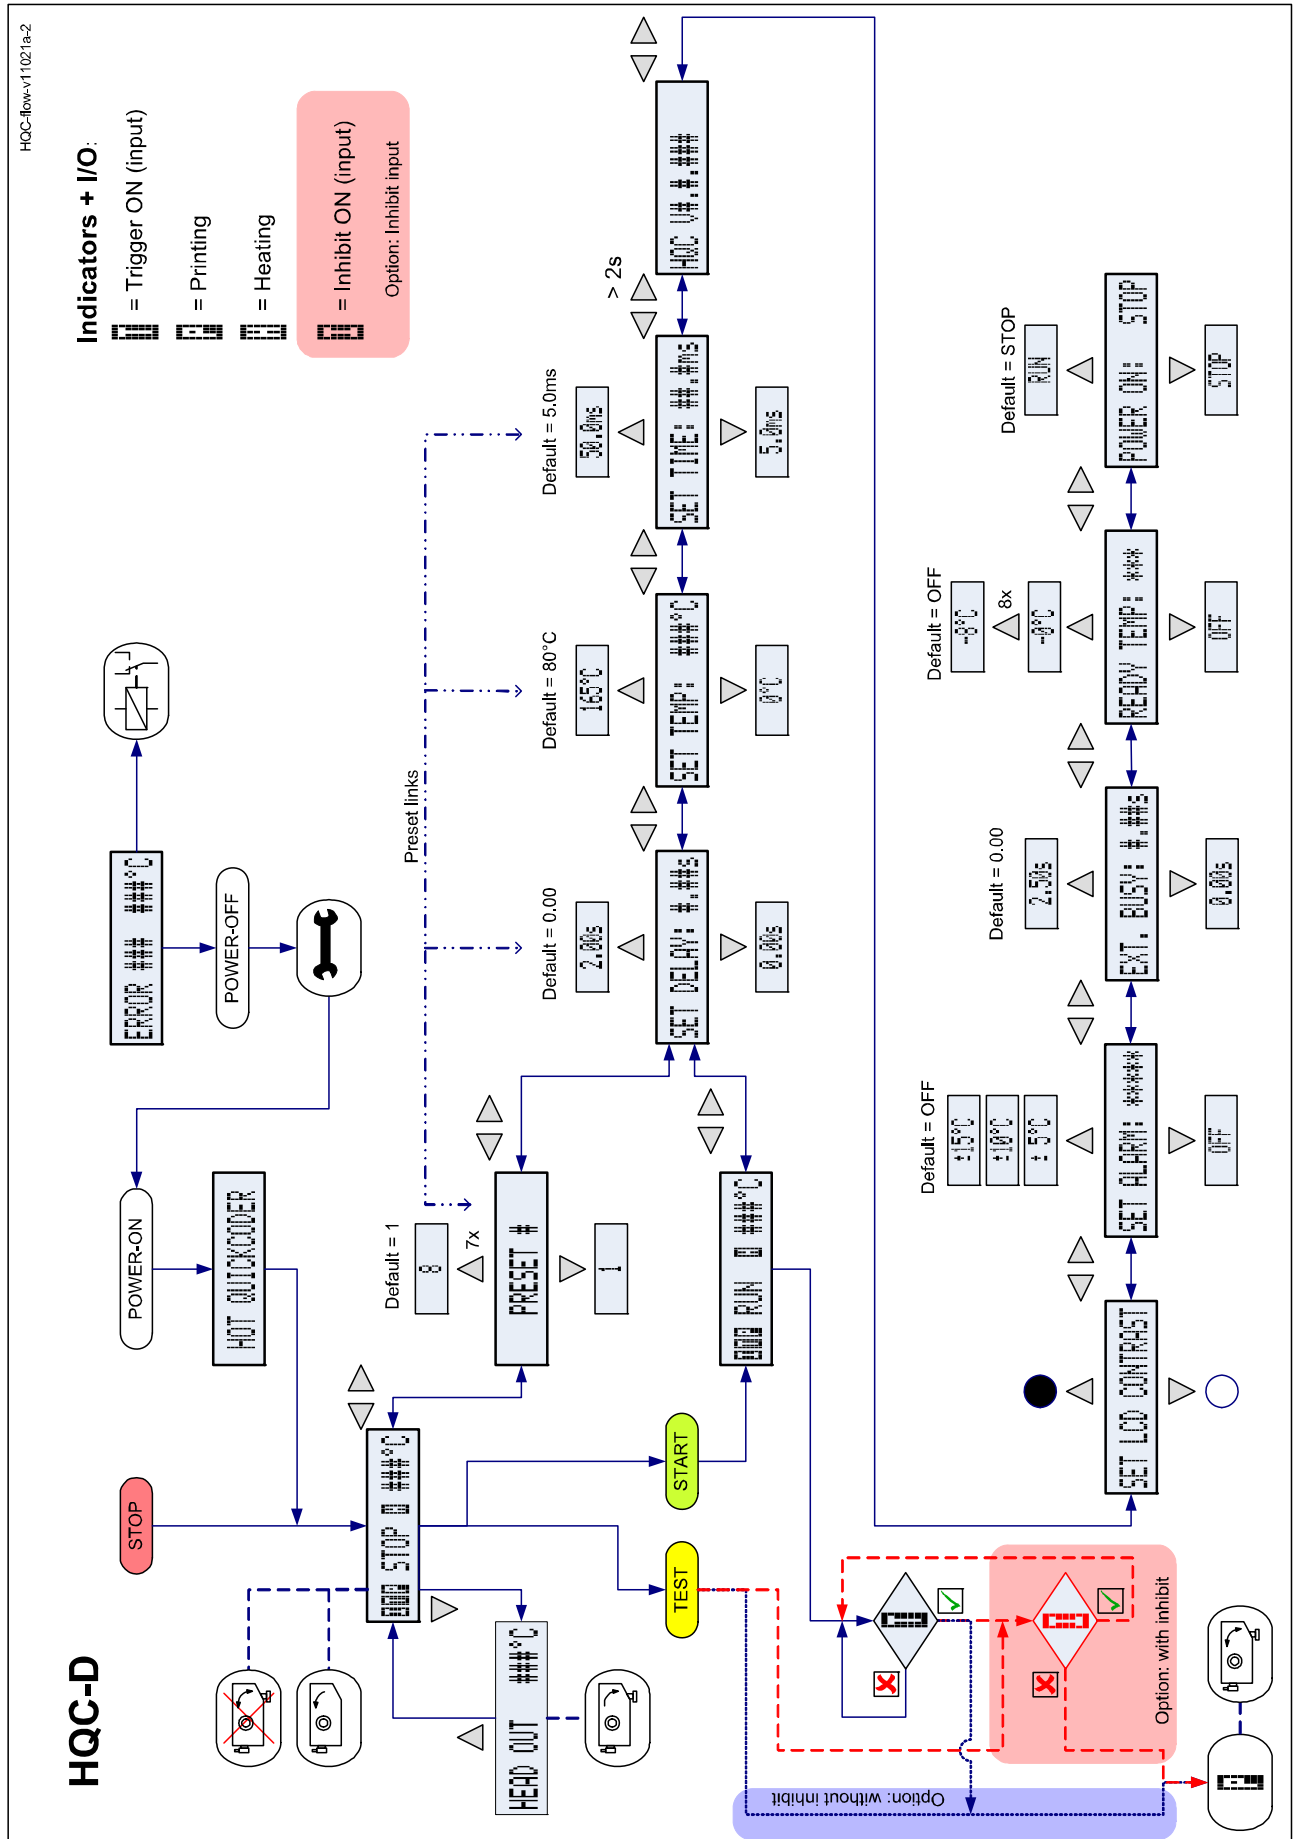 HQC-flow-v11021a-2
HQC-D
Indicators + I/O:
= Trigger ON (input)
= Printing
= Heating
= Inhibit ON (input)
Option: Inhibit input
STOP
POWER-ON
HOT QUICKCODER
ERROR ### ###°C
POWER-OFF
STOP 0 ###°C
HEAD OUT ###°C
Default = 1
8
7x
PRESET #
1
Preset links
Default = 0.00
2.00s
SET DELAY: #.##s
0.00s
Default = 80°C
165°C
SET TEMP: ###°C
0°C
Default = 5.0ms
50.0ms
SET TIME: ##.#ms
5.0ms
> 2s
HQC V#.#.##
TEST
START
RUN 0 ###°C
Option: without inhibit
Option: with inhibit
SET LCD CONTRAST
Default = OFF
±15°C
±10°C
± 5°C
SET ALARM: *****
OFF
Default = 0.00
2.50s
EXT. BUSY: #.##s
0.00s
Default = OFF
-8°C
8x
-0°C
READY TEMP: ***
OFF
Default = STOP
RUN
POWER ON: STOP
STOP